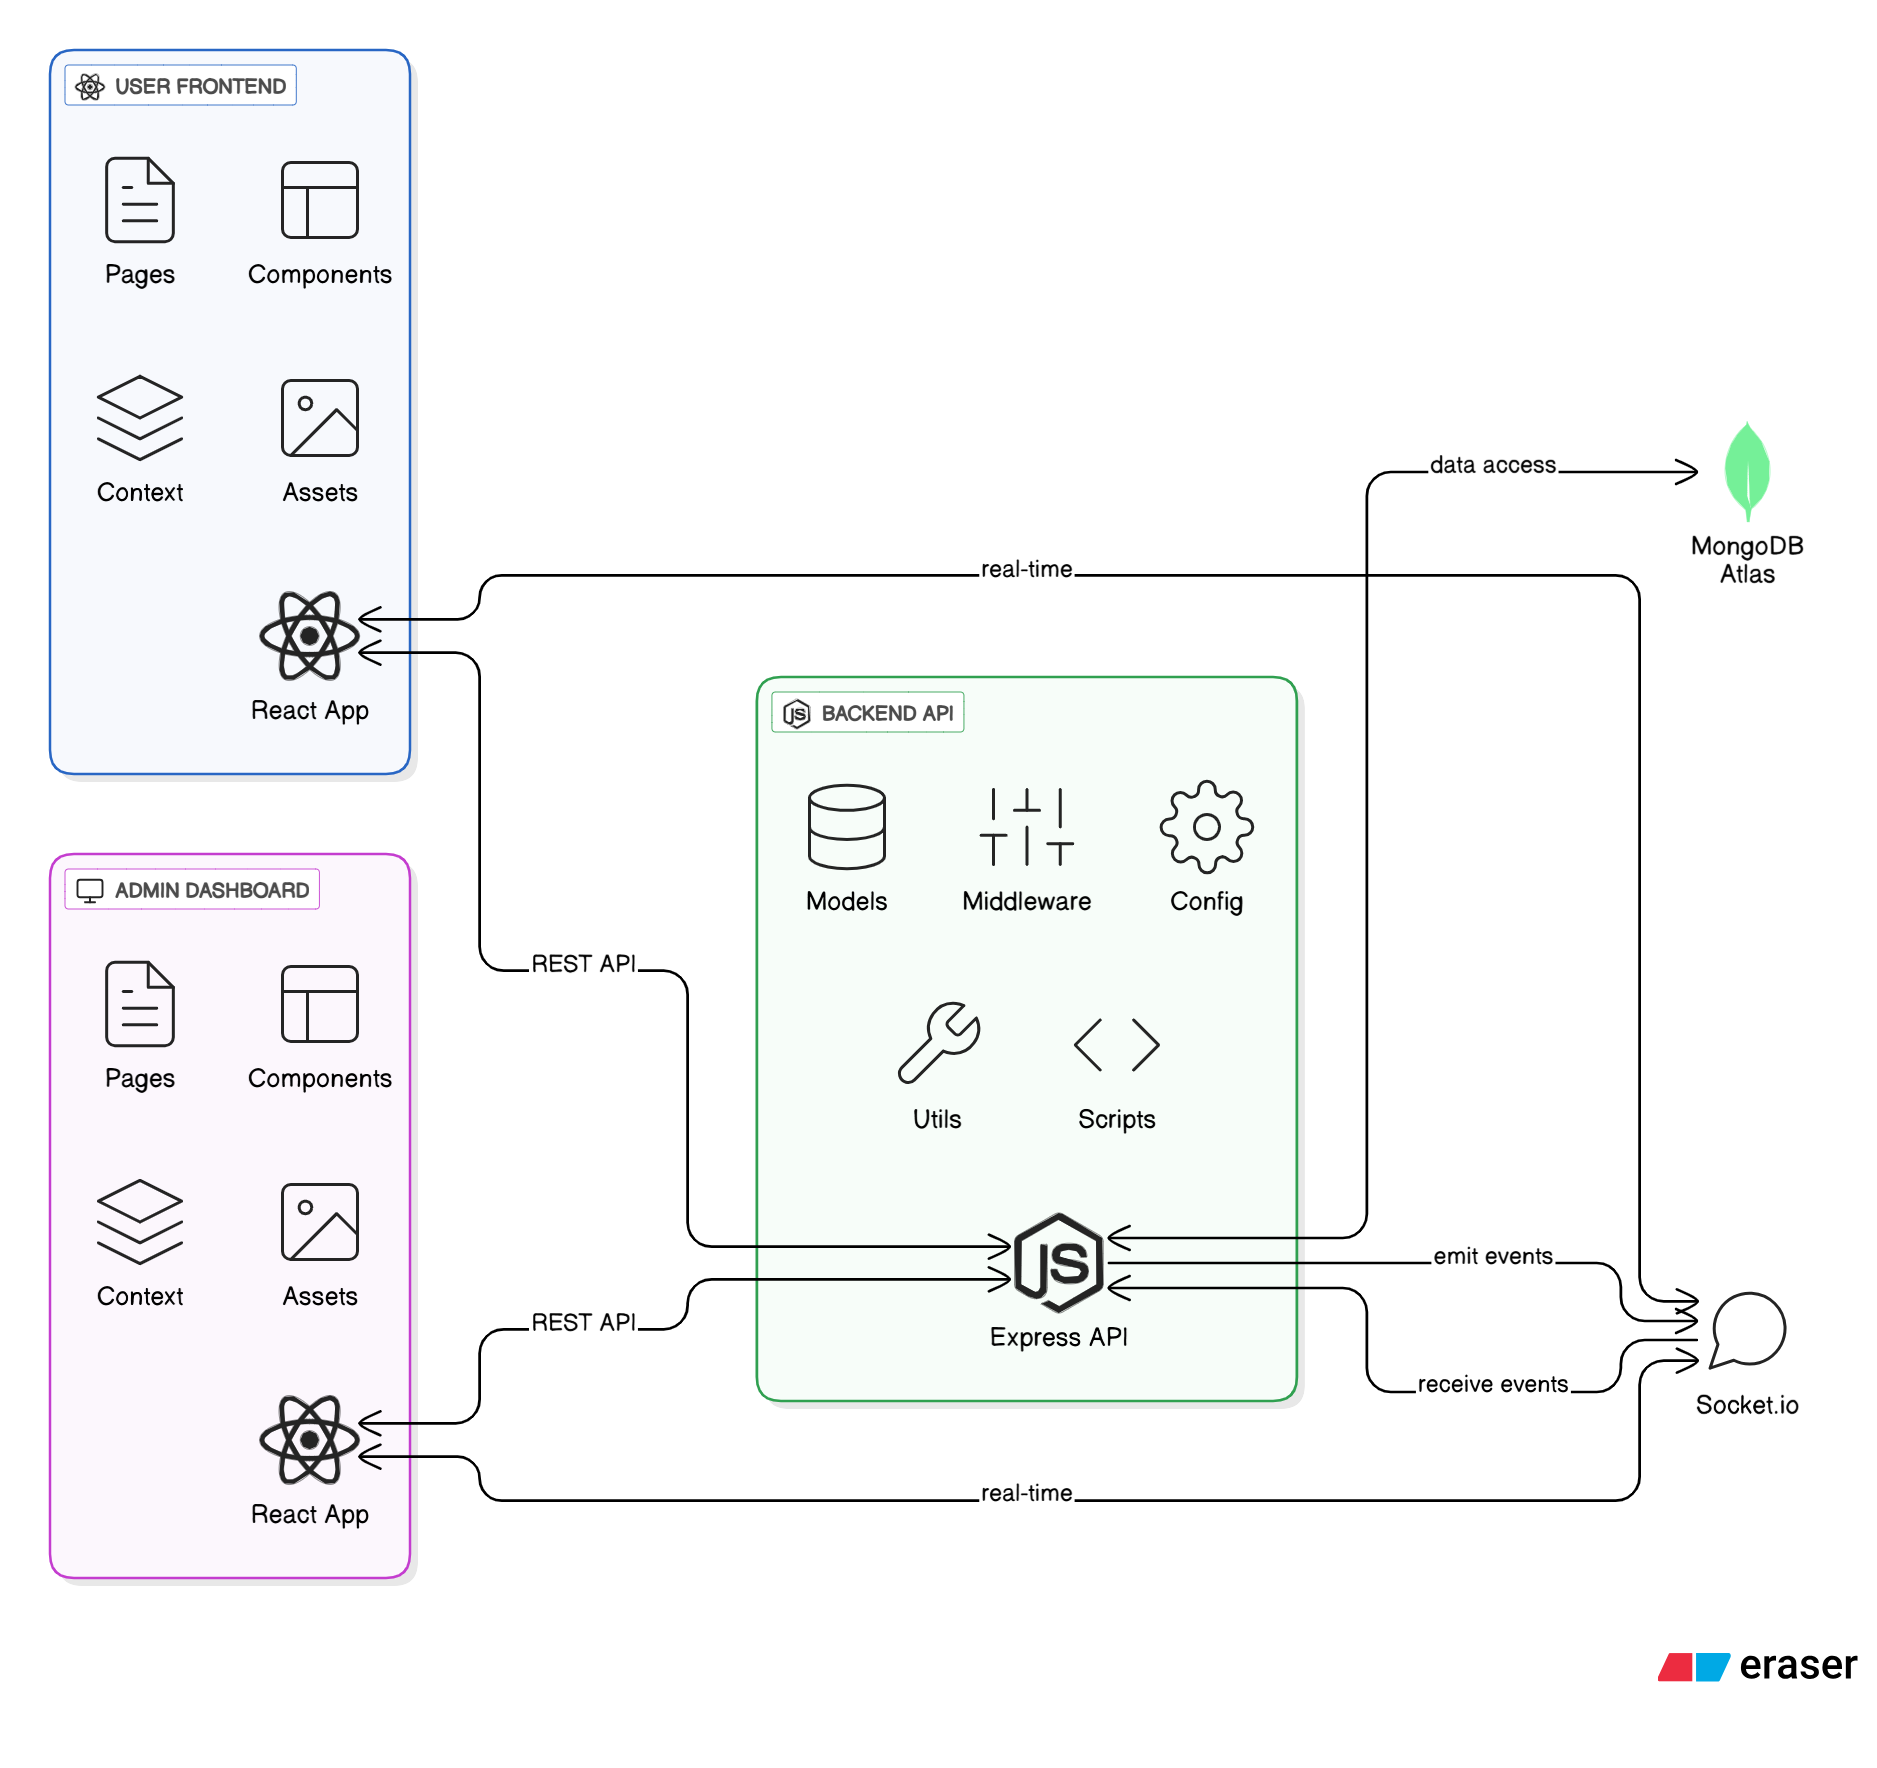 USER FRONTEND
Pages
Components
Context
Assets
React App
data access
MongoDB
Atlas
real-time
BACKEND API
Models
Middleware
Config
Utils
Scripts
Express API
ADMIN DASHBOARD
Pages
Components
Context
Assets
React App
REST API
REST API
emit events
receive events
Socket.io
real-time
eraser